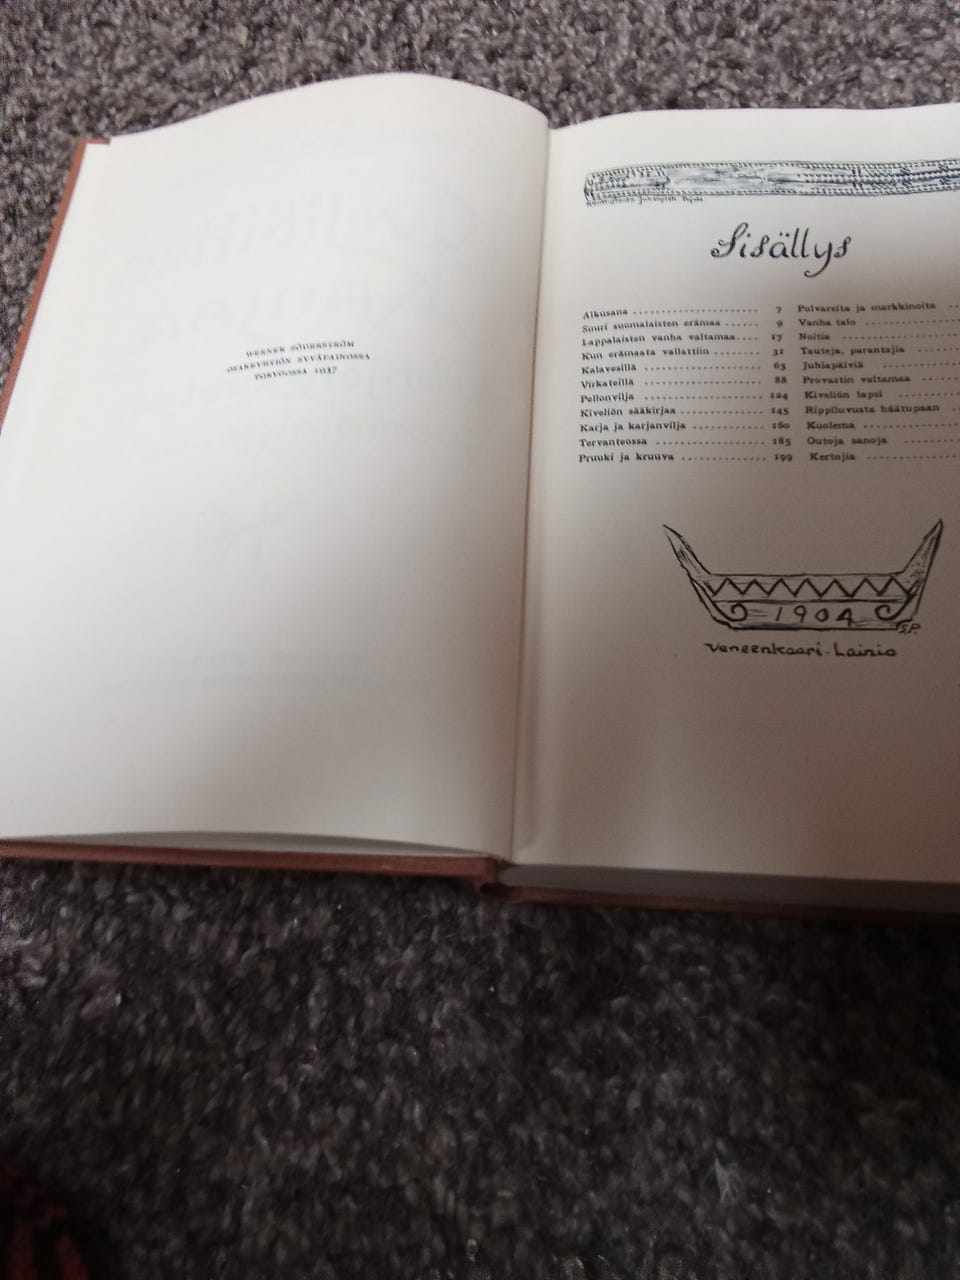 WERNER SÖDERSTRÖM
OSAKEYHTIÖN SYVÄPAINOSSA
PORVOOSSA 1937
Sisällys
Alkusana 7
Suuri suomalaisten erämaa 9
Lappalaisten vanha valtamaa 17
Kun erämaata vallattiin 31
Kalavesillä 63
Virkateillä 88
Pellonvilja 124
Kiveliön sääkirjaa 145
Karja ja karjanvilja 160
Tervanteossa 185
Pruuki ja kruuva 199
Polvareita ja markkinoita
Vanha talo
Noitia
Tauteja, parantajia
Juhlapäiviä
Provastin valtamaa
Kiveliön lapsi
Rippiluvusta häätupaan
Kuolema
Outoja sanoja
Kertojia
1904
S.P.
Veneenkaari. Lainio